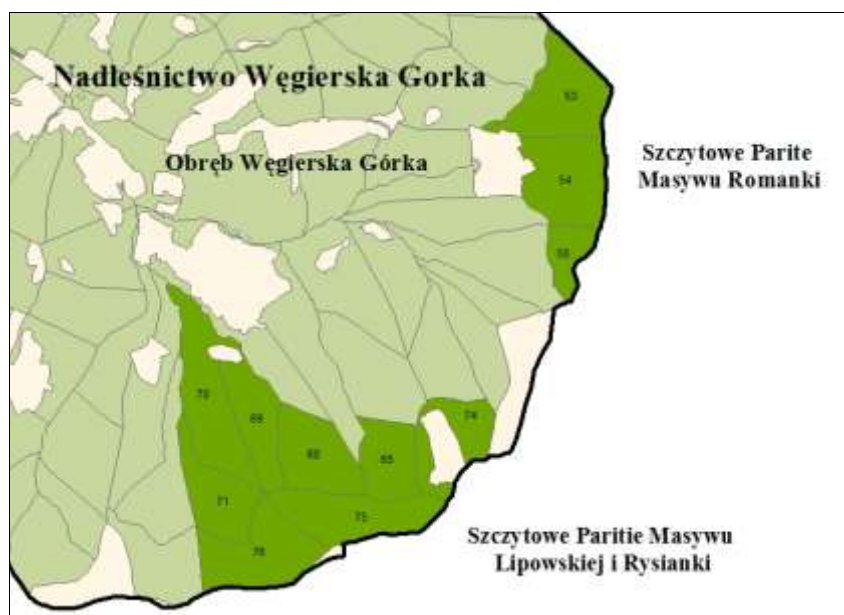 Nadleśnictwo Węgierska Gorka
53
Obręb Węgierska Górka
Szczytowe Parite
Masywu Romanki
54
55
70
69
74
68
65
71
75
76
Szczytowe Paritie Masywu
Lipowskiej i Rysianki